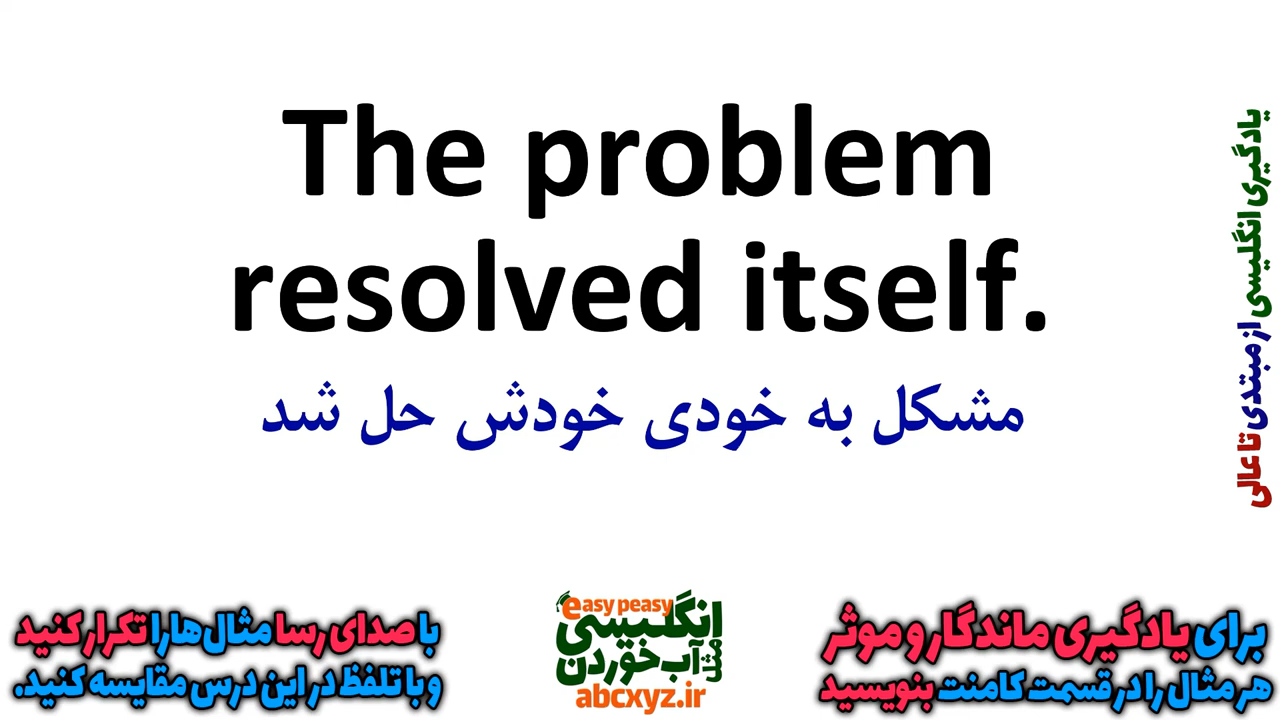 The problem
resolved itself.
مشکل به خودی خودش حل شد
یادگیری انگلیسی از مبتدی تا عالی
با صدای رسا مثال‌ها را تکرار کنید
و با تلفظ در این درس مقایسه کنید.
easy peasy
انگلیسی
مثل آب خوردن
abcxyz.ir
برای یادگیری ماندگار و موثر
هر مثال را در قسمت کامنت بنویسید